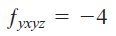 f_{yxyz} = −4